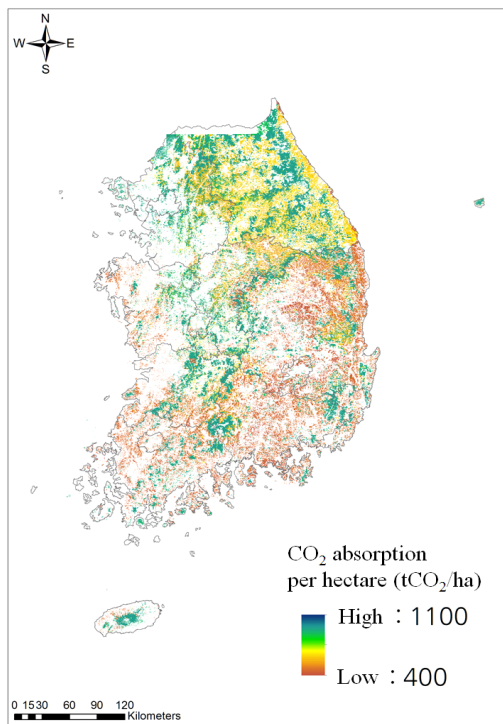 N
W E
S
CO₂ absorption
per hectare (tCO₂/ha)
High : 1100
Low : 400
0 15 30 60 90 120
Kilometers